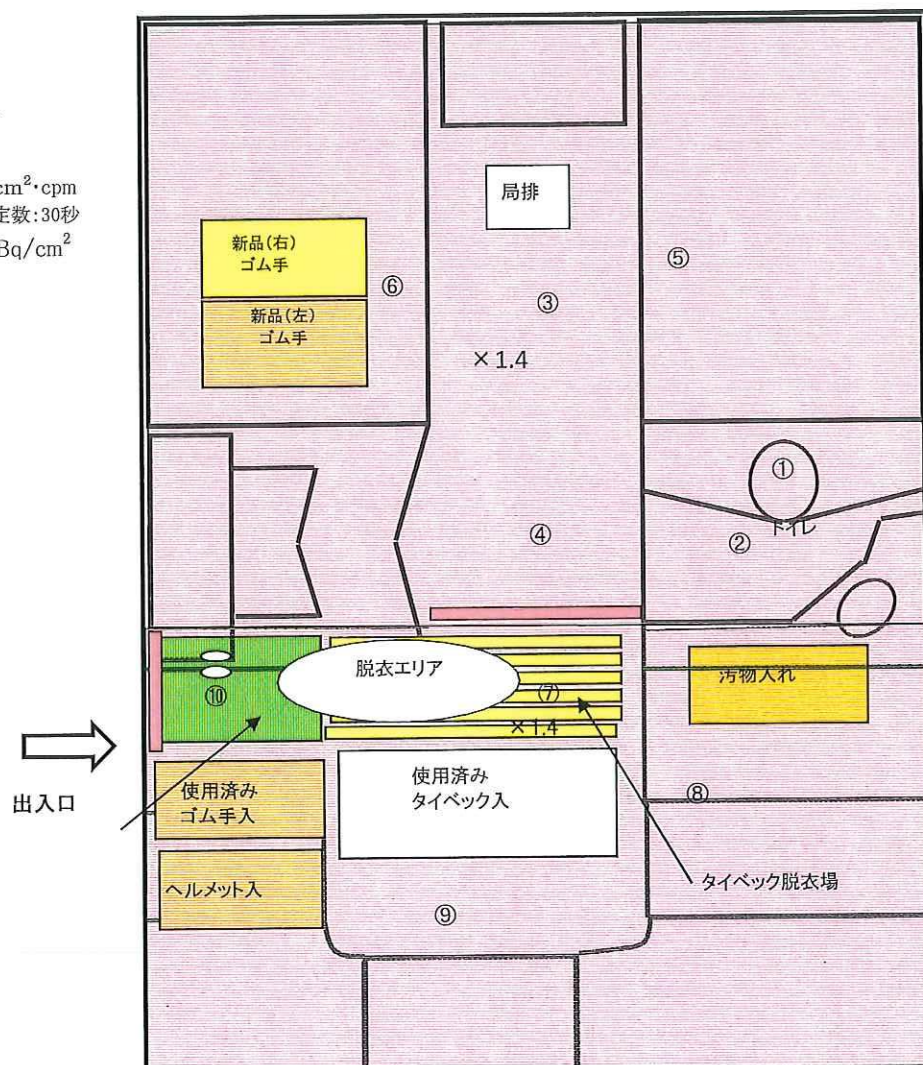 cm²・cpm
定数:30秒
Bq/cm²
局排
新品(右)
ゴム手
⑤
⑥
③
新品(左)
ゴム手
×1.4
①
④
②
トイレ
脱衣エリア
汚物入れ
⑩
⑦
×1.4
出入口
使用済み
ゴム手入
使用済み
タイベック入
⑧
ヘルメット入
タイベック脱衣場
⑨